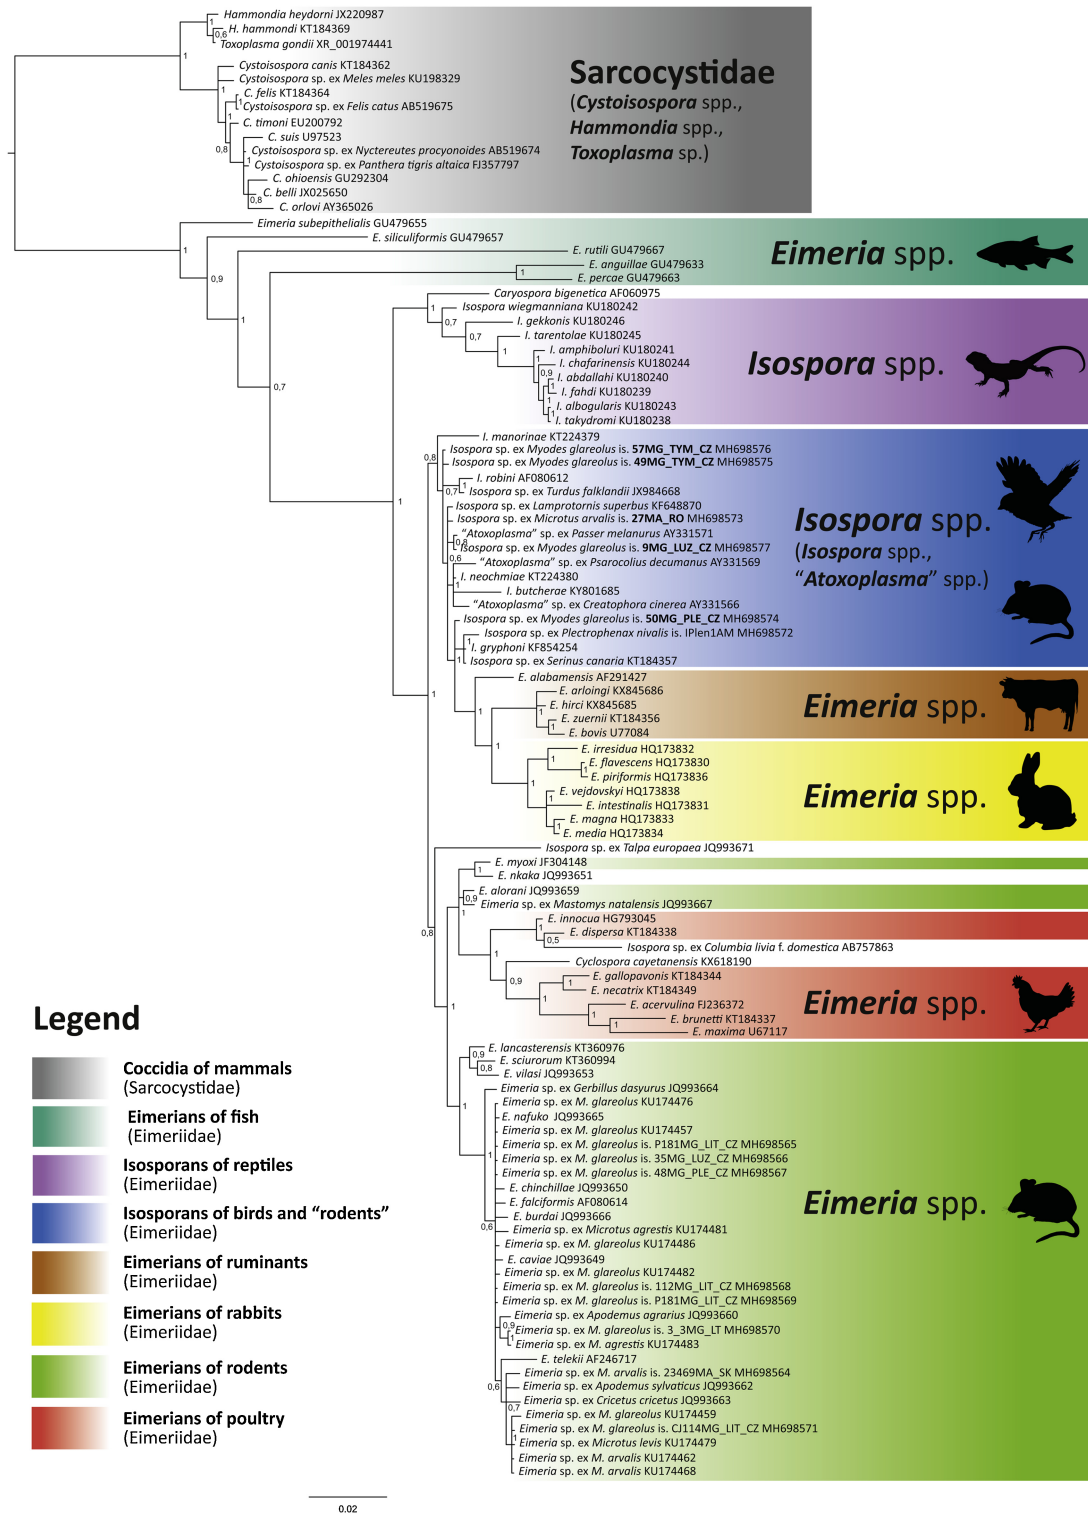 Hammondia heydorni JX220987
H. hammondi KT184369
Toxoplasma gondii XR_001974441
Cystoisospora canis KT184362
Cystoisospora sp. ex Meles meles KU198329
C. felis KT184364
Cystoisospora sp. ex Felis catus AB519675
C. timoni EU200792
C. suis U97523
Cystoisospora sp. ex Nyctereutes procyonoides AB519674
Cystoisospora sp. ex Panthera tigris altaica FJ357797
C. ohioensis GU292304
C. belli JX025650
C. orlovi AY365026
Sarcocystidae
(Cystoisospora spp.,
Hammondia spp.,
Toxoplasma sp.)
Eimeria subepithelialis GU479655
E. siliculiformis GU479657
E. rutili GU479667
E. anguillae GU479633
E. percae GU479663
Eimeria spp.
Caryospora bigenetica AF060975
Isospora wiegmanniana KU180242
I. gekkonis KU180246
I. tarentolae KU180245
I. amphiboluri KU180241
I. chafarinensis KU180244
I. abdallahi KU180240
I. fahdi KU180239
I. albogularis KU180243
I. takydromi KU180238
Isospora spp.
I. manorinae KT224379
Isospora sp. ex Myodes glareolus is. 57MG_TYM_CZ MH698576
Isospora sp. ex Myodes glareolus is. 49MG_TYM_CZ MH698575
I. robini AF080612
Isospora sp. ex Turdus falklandii JX984668
Isospora sp. ex Lamprotornis superbus KF648870
Isospora sp. ex Microtus arvalis is. 27MA_RO MH698573
“Atoxoplasma” sp. ex Passer melanurus AY331571
Isospora sp. ex Myodes glareolus is. 9MG_LUZ_CZ MH698577
“Atoxoplasma” sp. ex Psarocolius decumanus AY331569
I. neochmiae KT224380
I. butcherae KY801685
“Atoxoplasma” sp. ex Creatophora cinerea AY331566
Isospora sp. ex Myodes glareolus is. 50MG_PLE_CZ MH698574
Isospora sp. ex Plectrophenax nivalis is. IPlen1AM MH698572
I. gryphoni KF854254
Isospora sp. ex Serinus canaria KT184357
Isospora spp.
(Isospora spp.,
“Atoxoplasma” spp.)
E. alabamensis AF291427
E. arloingi KX845686
E. hirci KX845685
E. zuernii KT184356
E. bovis U77084
Eimeria spp.
E. irresidua HQ173832
E. flavescens HQ173830
E. piriformis HQ173836
E. vejdovskyi HQ173838
E. intestinalis HQ173831
E. magna HQ173833
E. media HQ173834
Eimeria spp.
Isospora sp. ex Talpa europaea JQ993671
E. myoxi JF304148
E. nkaka JQ993651
E. alorani JQ993659
Eimeria sp. ex Mastomys natalensis JQ993667
E. innocua HG793045
E. dispersa KT184338
Isospora sp. ex Columbia livia f. domestica AB757863
Cyclospora cayetanensis KX618190
E. gallopavonis KT184344
E. necatrix KT184349
E. acervulina FJ236372
E. brunetti KT184337
E. maxima U67117
Eimeria spp.
E. lancasterensis KT360976
E. sciurorum KT360994
E. vilasi JQ993653
Eimeria sp. ex Gerbillus dasyurus JQ993664
Eimeria sp. ex M. glareolus KU174476
E. nafuko JQ993665
Eimeria sp. ex M. glareolus KU174457
Eimeria sp. ex M. glareolus is. P181MG_LIT_CZ MH698565
Eimeria sp. ex M. glareolus is. 35MG_LUZ_CZ MH698566
Eimeria sp. ex M. glareolus is. 48MG_PLE_CZ MH698567
E. chinchillae JQ993650
E. falciformis AF080614
E. burdai JQ993666
Eimeria sp. ex Microtus agrestis KU174481
Eimeria sp. ex M. glareolus KU174486
E. caviae JQ993649
Eimeria sp. ex M. glareolus KU174482
Eimeria sp. ex M. glareolus is. 112MG_LIT_CZ MH698568
Eimeria sp. ex M. glareolus is. P181MG_LIT_CZ MH698569
Eimeria sp. ex Apodemus agrarius JQ993660
Eimeria sp. ex M. glareolus is. 3_3MG_LT MH698570
Eimeria sp. ex M. agrestis KU174483
E. telekii AF246717
Eimeria sp. ex M. arvalis is. 23469MA_SK MH698564
Eimeria sp. ex Apodemus sylvaticus JQ993662
Eimeria sp. ex Cricetus cricetus JQ993663
Eimeria sp. ex M. glareolus KU174459
Eimeria sp. ex M. glareolus is. CJ114MG_LIT_CZ MH698571
Eimeria sp. ex Microtus levis KU174479
Eimeria sp. ex M. arvalis KU174462
Eimeria sp. ex M. arvalis KU174468
Eimeria spp.
Legend
Coccidia of mammals
(Sarcocystidae)
Eimerians of fish
(Eimeriidae)
Isosporans of reptiles
(Eimeriidae)
Isosporans of birds and “rodents”
(Eimeriidae)
Eimerians of ruminants
(Eimeriidae)
Eimerians of rabbits
(Eimeriidae)
Eimerians of rodents
(Eimeriidae)
Eimerians of poultry
(Eimeriidae)
0.02